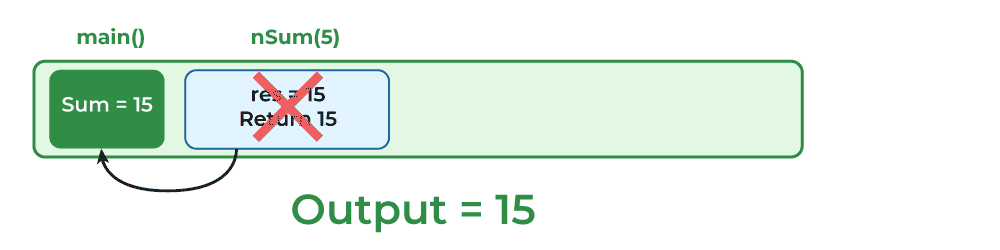 main()
nSum(5)
Sum = 15
res = 15
Return 15
Output = 15